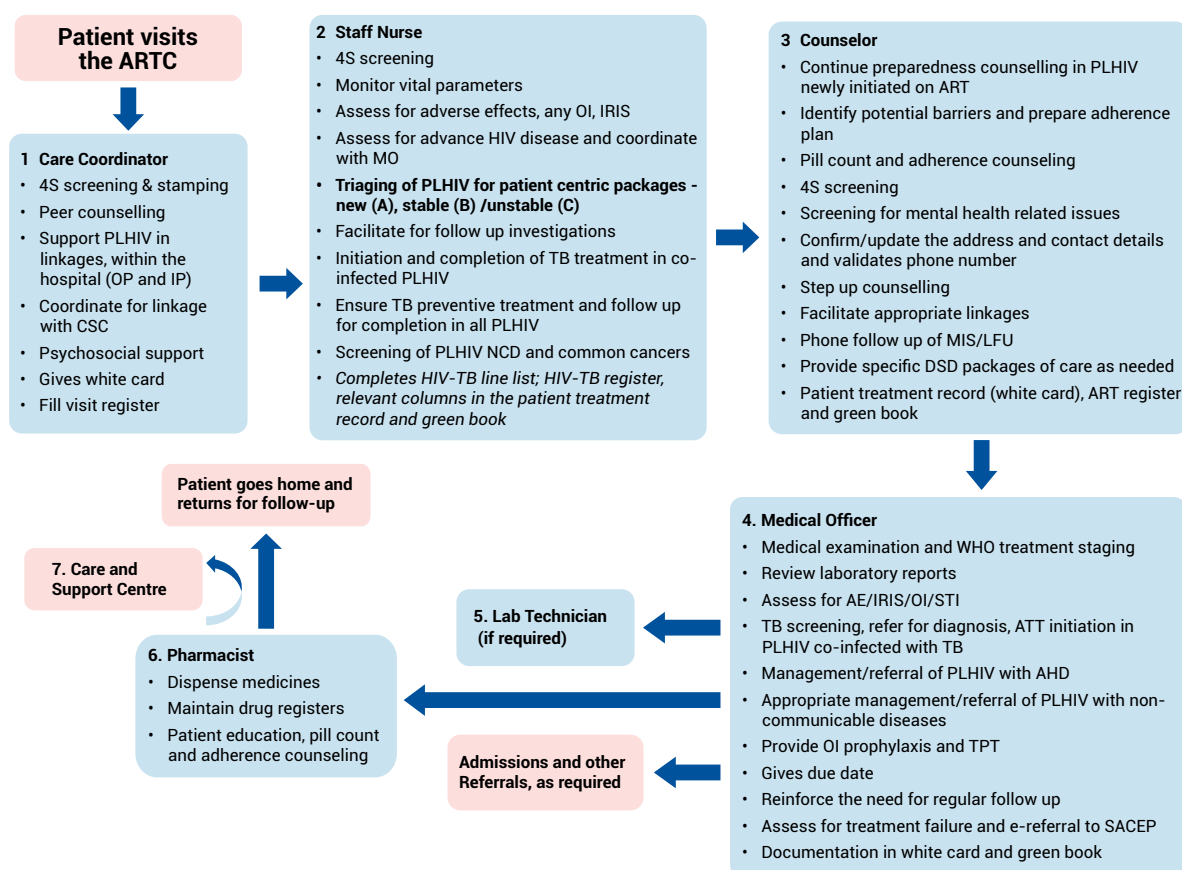 Patient visits
the ARTC
1 Care Coordinator
• 4S screening & stamping
• Peer counselling
• Support PLHIV in
linkages, within the
hospital (OP and IP)
• Coordinate for linkage
with CSC
• Psychosocial support
• Gives white card
• Fill visit register
2 Staff Nurse
• 4S screening
• Monitor vital parameters
• Assess for adverse effects, any OI, IRIS
• Assess for advance HIV disease and coordinate
with MO
• Triaging of PLHIV for patient centric packages -
new (A), stable (B) /unstable (C)
• Facilitate for follow up investigations
• Initiation and completion of TB treatment in co-
infected PLHIV
• Ensure TB preventive treatment and follow up
for completion in all PLHIV
• Screening of PLHIV NCD and common cancers
• Completes HIV-TB line list; HIV-TB register,
relevant columns in the patient treatment
record and green book
3 Counselor
• Continue preparedness counselling in PLHIV
newly initiated on ART
• Identify potential barriers and prepare adherence
plan
• Pill count and adherence counseling
• 4S screening
• Screening for mental health related issues
• Confirm/update the address and contact details
and validates phone number
• Step up counselling
• Facilitate appropriate linkages
• Phone follow up of MIS/LFU
• Provide specific DSD packages of care as needed
• Patient treatment record (white card), ART register
and green book
4. Medical Officer
• Medical examination and WHO treatment staging
• Review laboratory reports
• Assess for AE/IRIS/OI/STI
• TB screening, refer for diagnosis, ATT initiation in
PLHIV co-infected with TB
• Management/referral of PLHIV with AHD
• Appropriate management/referral of PLHIV with non-
communicable diseases
• Provide OI prophylaxis and TPT
• Gives due date
• Reinforce the need for regular follow up
• Assess for treatment failure and e-referral to SACEP
• Documentation in white card and green book
5. Lab Technician
(if required)
6. Pharmacist
• Dispense medicines
• Maintain drug registers
• Patient education, pill count
and adherence counseling
Admissions and other
Referrals, as required
7. Care and
Support Centre
Patient goes home and
returns for follow-up